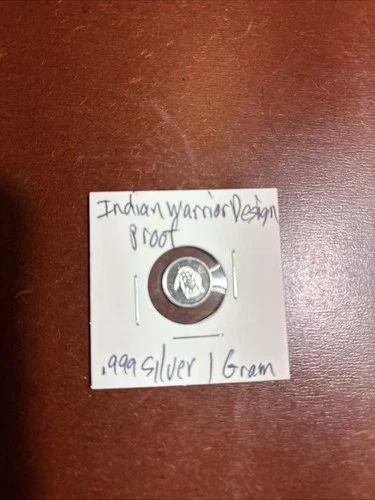 Indian Warrior Design
Proof
.999 Silver 1 Gram